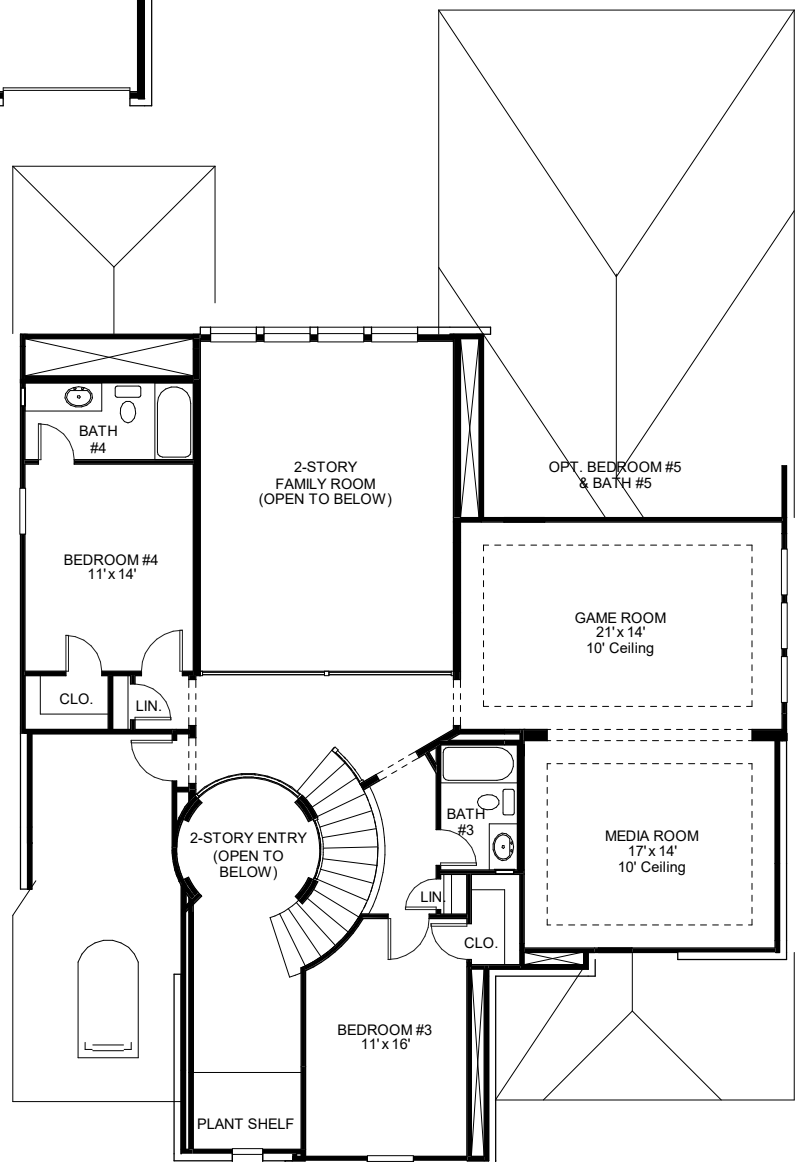 BATH
#4
2-STORY
FAMILY ROOM
(OPEN TO BELOW)
OPT. BEDROOM #5
& BATH #5
BEDROOM #4
11' x 14'
GAME ROOM
21' x 14'
10' Ceiling
CLO.
LIN.
2-STORY ENTRY
(OPEN TO
BELOW)
BATH
#3
MEDIA ROOM
17' x 14'
10' Ceiling
LIN.
CLO.
BEDROOM #3
11' x 16'
PLANT SHELF